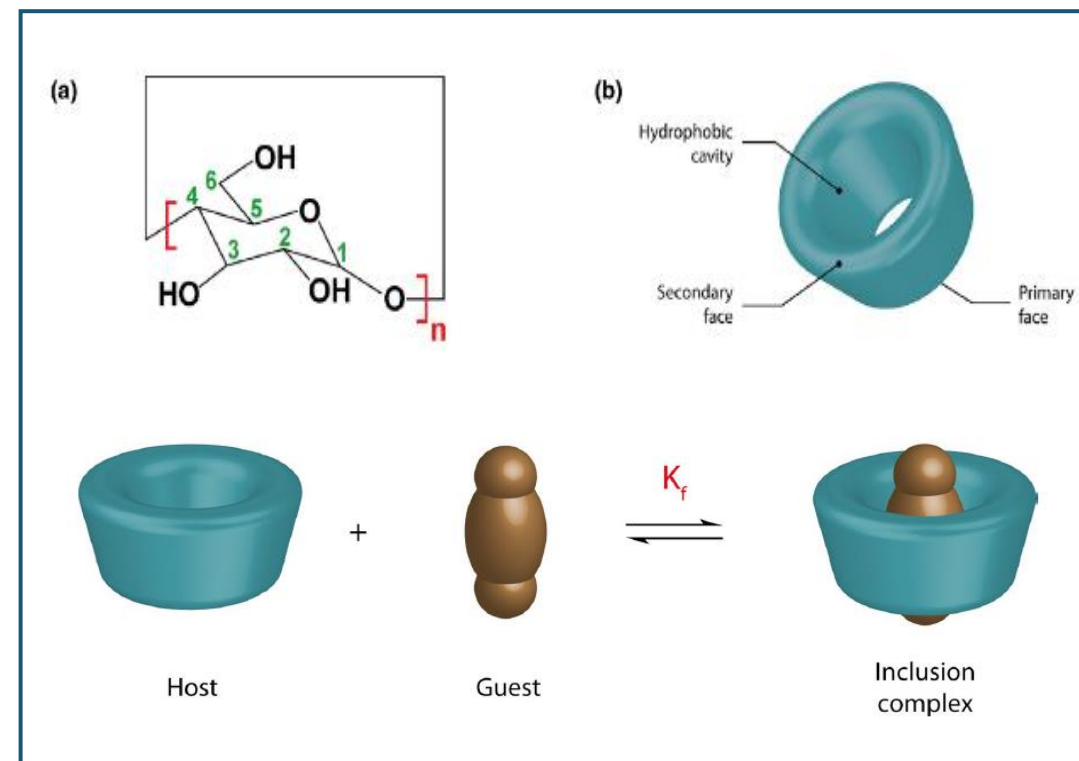 (a)
OH
6
4
5
O
3
2
1
HO
OH
O
n
(b)
Hydrophobic
cavity
Secondary
face
Primary
face
+
Kf
Host
Guest
Inclusion
complex